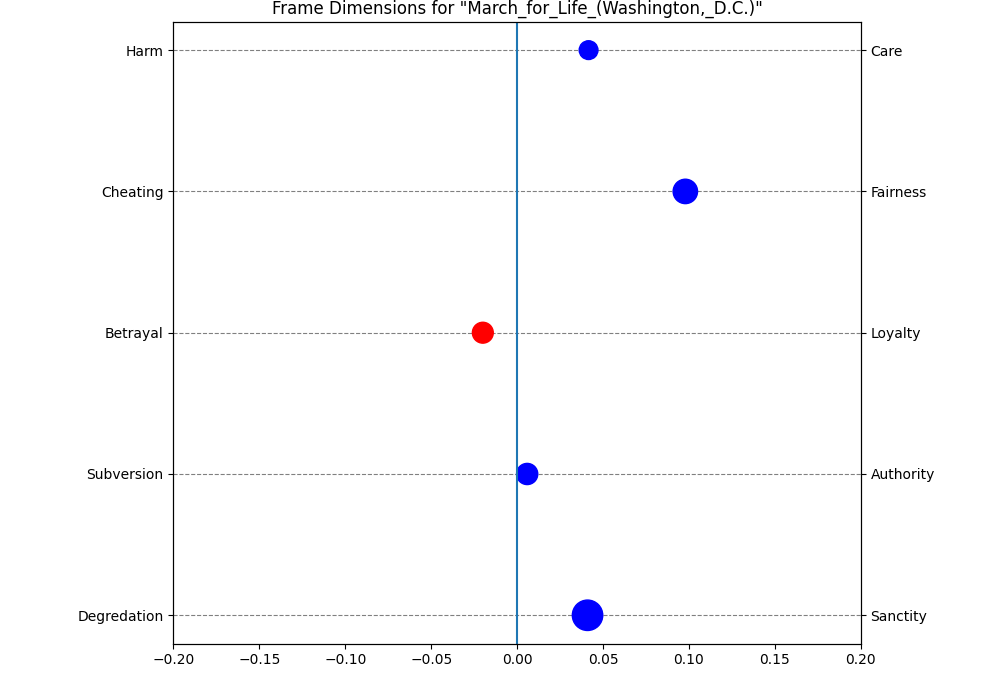 Frame Dimensions for "March_for_Life_(Washington,_D.C.)"
Harm
Care
Cheating
Fairness
Betrayal
Loyalty
Subversion
Authority
Degredation
Sanctity
−0.20 −0.15 −0.10 −0.05 0.00 0.05 0.10 0.15 0.20